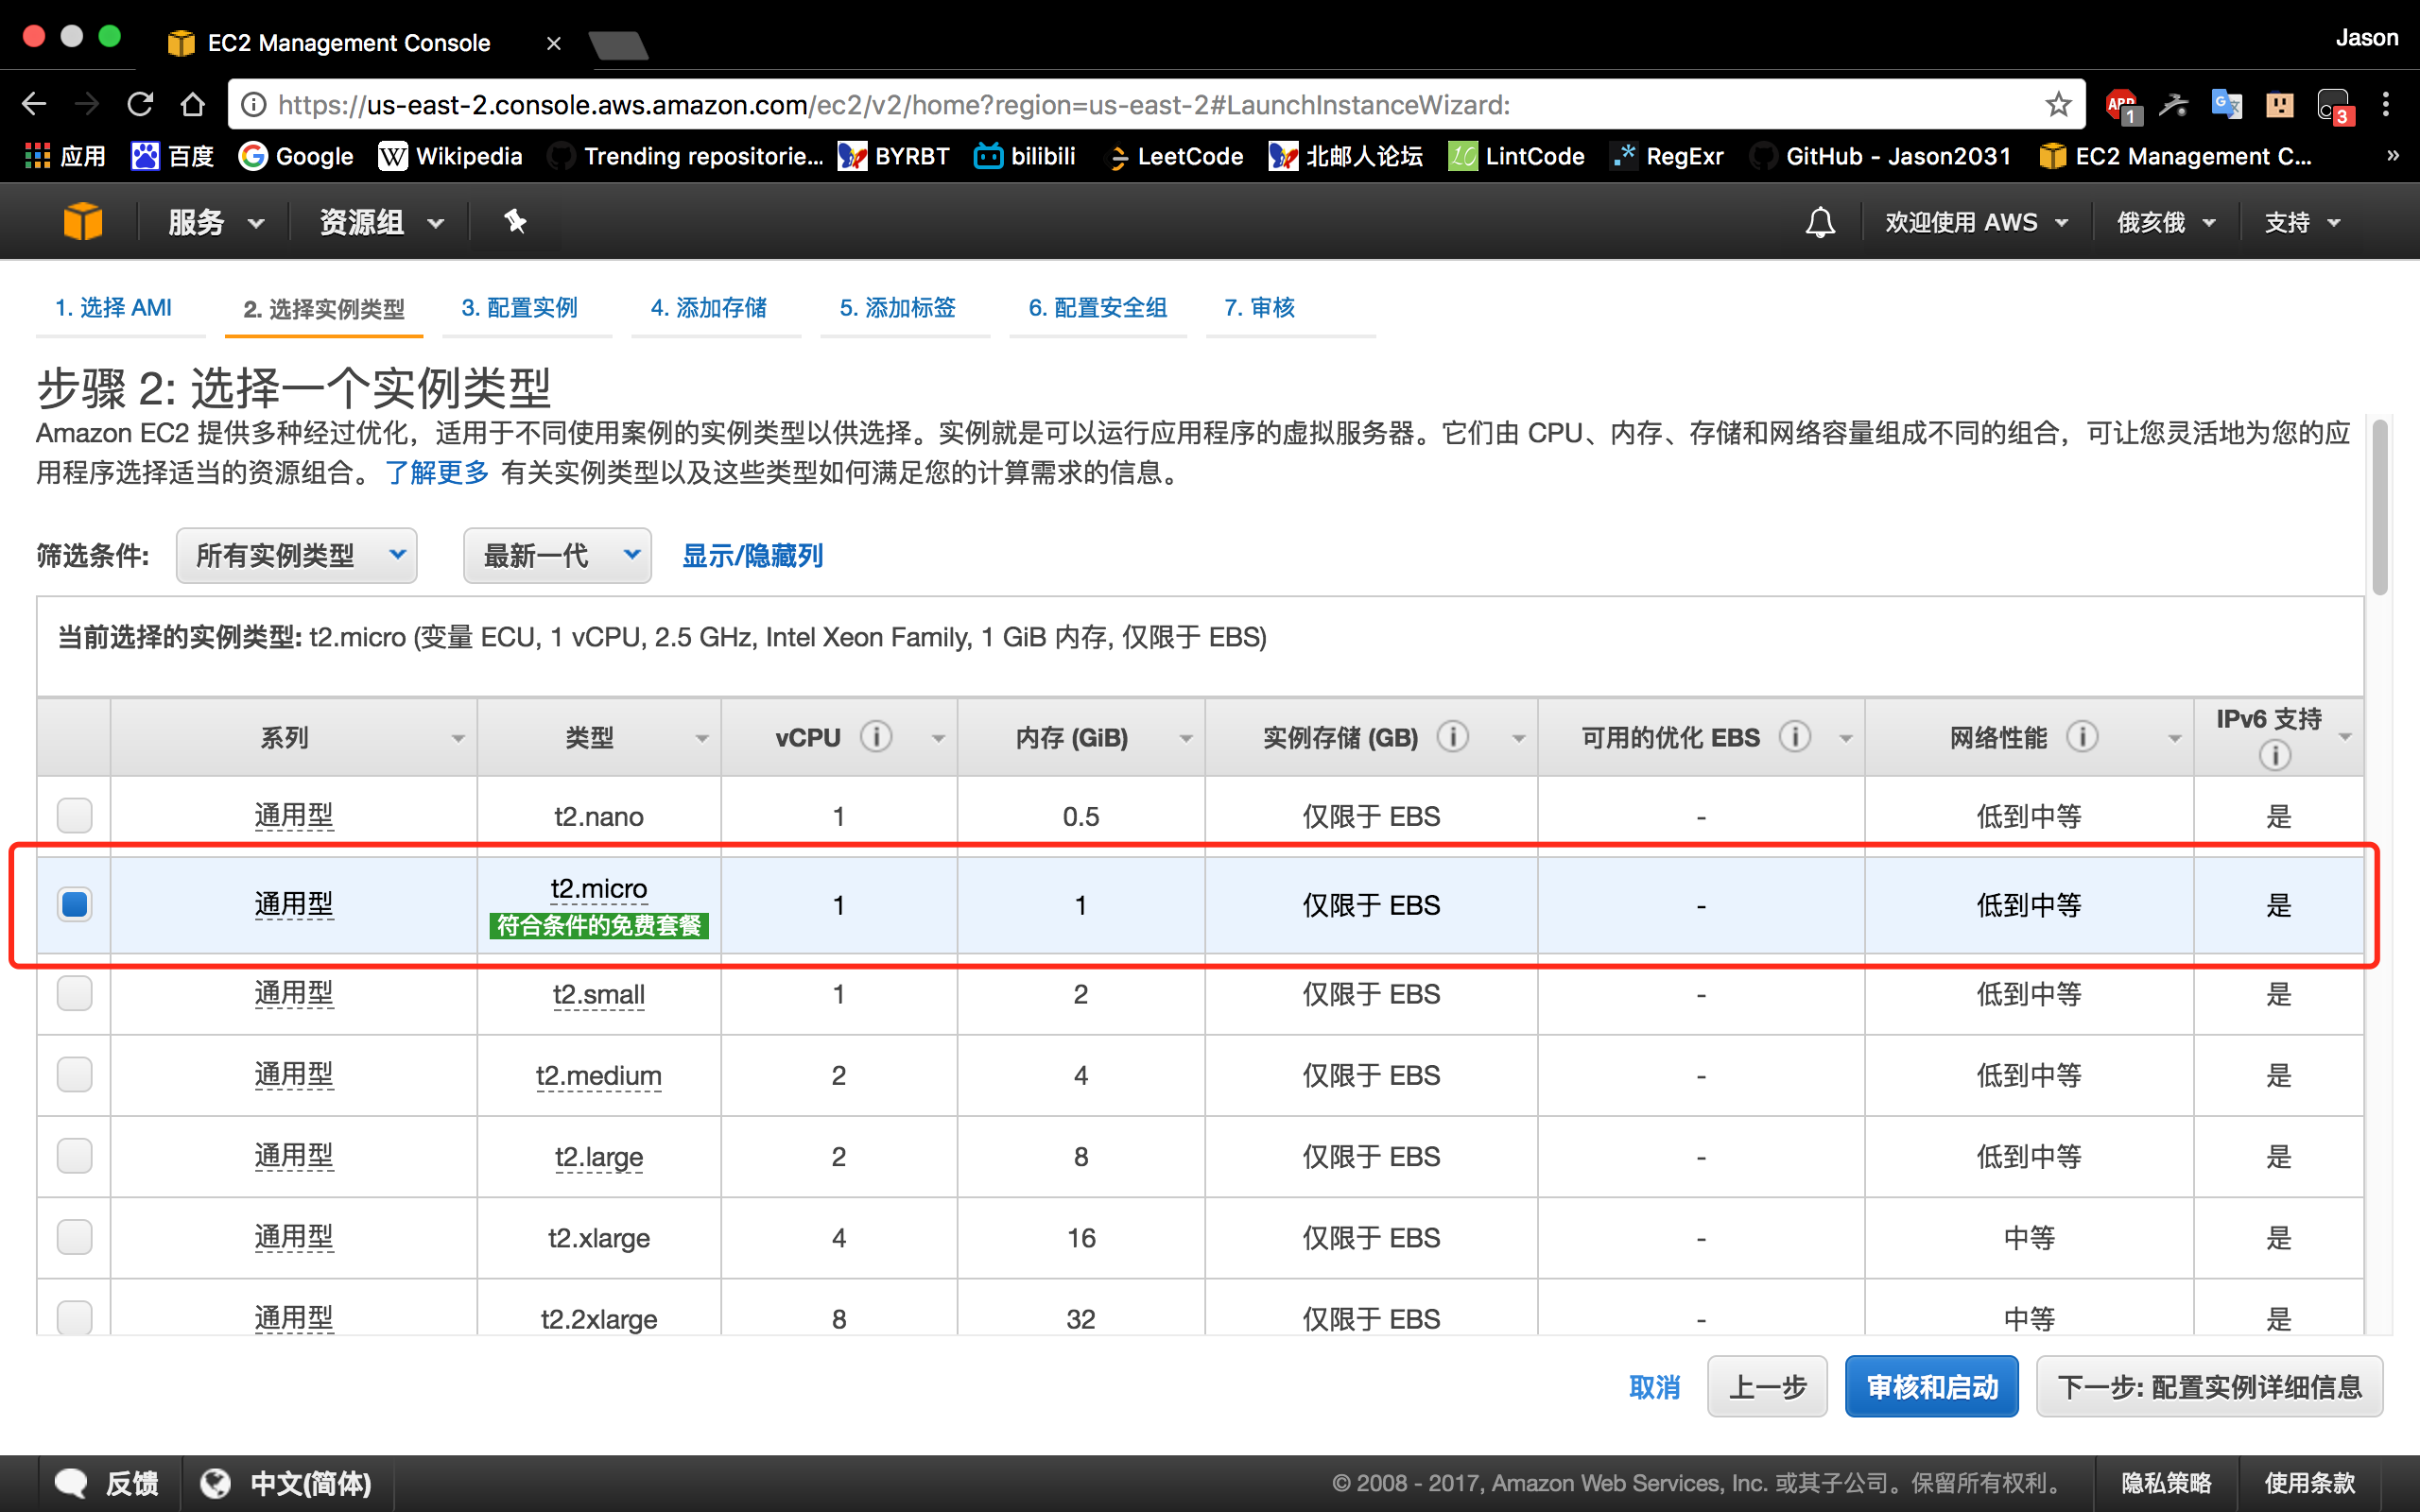 EC2 Management Console
Jason
https://us-east-2.console.aws.amazon.com/ec2/v2/home?region=us-east-2#LaunchInstanceWizard:
ABP 1 3
应用 百度 Google Wikipedia Trending repositorie... BYRBT bilibili LeetCode 北邮人论坛 LintCode RegExr GitHub - Jason2031 EC2 Management C... »
服务 资源组 欢迎使用 AWS 俄亥俄 支持
1. 选择 AMI 2. 选择实例类型 3. 配置实例 4. 添加存储 5. 添加标签 6. 配置安全组 7. 审核
步骤 2: 选择一个实例类型
Amazon EC2 提供多种经过优化，适用于不同使用案例的实例类型以供选择。实例就是可以运行应用程序的虚拟服务器。它们由 CPU、内存、存储和网络容量组成不同的组合，可让您灵活地为您的应
用程序选择适当的资源组合。 了解更多 有关实例类型以及这些类型如何满足您的计算需求的信息。
筛选条件: 所有实例类型 最新一代 显示/隐藏列
当前选择的实例类型: t2.micro (变量 ECU, 1 vCPU, 2.5 GHz, Intel Xeon Family, 1 GiB 内存, 仅限于 EBS)
系列 类型 vCPU 内存 (GiB) 实例存储 (GB) 可用的优化 EBS 网络性能 IPv6 支持
通用型 t2.nano 1 0.5 仅限于 EBS - 低到中等 是
通用型 t2.micro 1 1 仅限于 EBS - 低到中等 是
符合条件的免费套餐
通用型 t2.small 1 2 仅限于 EBS - 低到中等 是
通用型 t2.medium 2 4 仅限于 EBS - 低到中等 是
通用型 t2.large 2 8 仅限于 EBS - 低到中等 是
通用型 t2.xlarge 4 16 仅限于 EBS - 中等 是
通用型 t2.2xlarge 8 32 仅限于 EBS - 中等 是
取消 上一步 审核和启动 下一步: 配置实例详细信息
反馈 中文(简体) © 2008 - 2017, Amazon Web Services, Inc. 或其子公司。保留所有权利。 隐私策略 使用条款